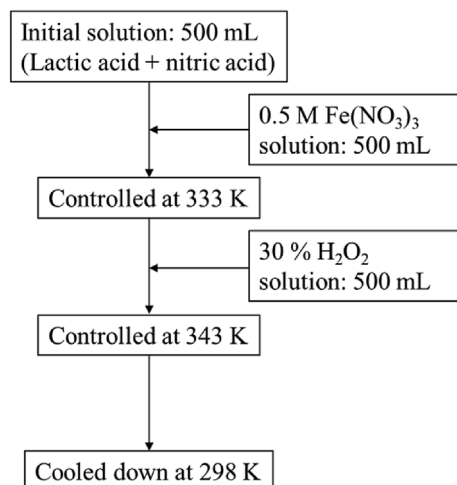 Initial solution: 500 mL
(Lactic acid + nitric acid)
0.5 M Fe(NO₃)₃
solution: 500 mL
Controlled at 333 K
30 % H₂O₂
solution: 500 mL
Controlled at 343 K
Cooled down at 298 K